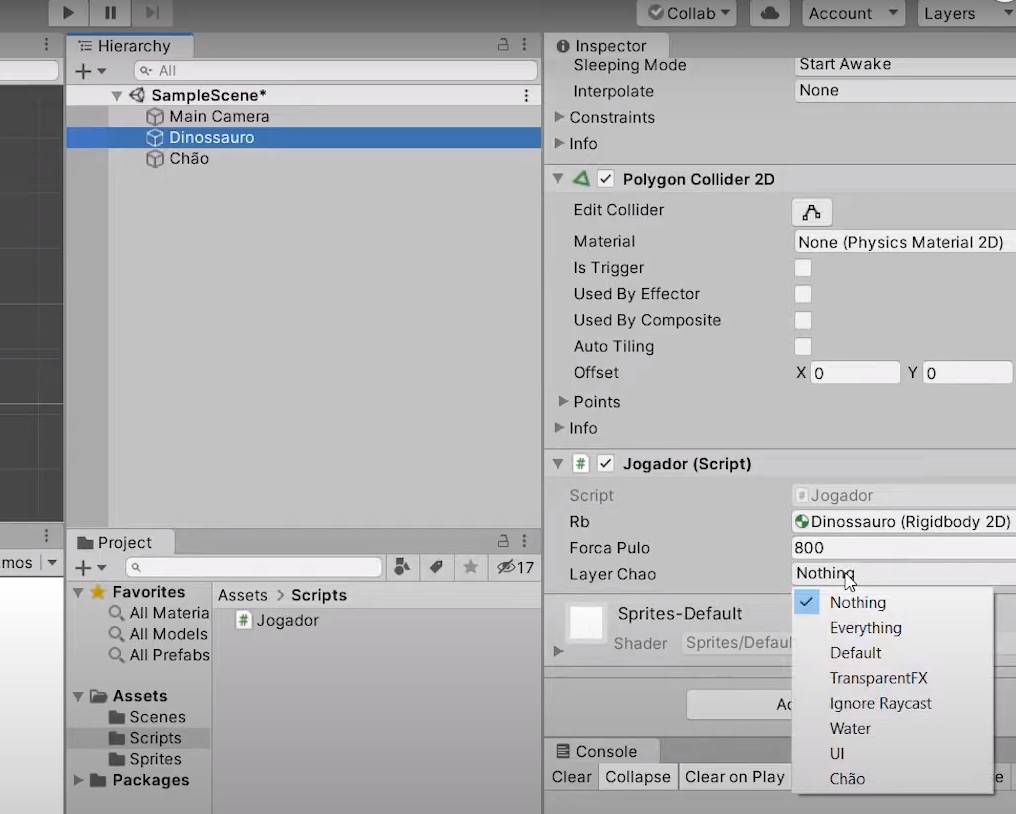 Collab
Account
Layers
Hierarchy
All
SampleScene*
Main Camera
Dinossauro
Chão
Inspector
Sleeping Mode Start Awake
Interpolate None
Constraints
Info
Polygon Collider 2D
Edit Collider
Material None (Physics Material 2D)
Is Trigger
Used By Effector
Used By Composite
Auto Tiling
Offset X 0 Y 0
Points
Info
# Jogador (Script)
Script # Jogador
Rb Dinossauro (Rigidbody 2D)
Forca Pulo 800
Layer Chao Nothing
Nothing
Everything
Default
TransparentFX
Ignore Raycast
Water
UI
Chão
Sprites-Default
Shader Sprites/Defaul
Console
Clear Collapse Clear on Play
mos
Project
17
Favorites
All Materia
All Models
All Prefabs
Assets
Scenes
Scripts
Sprites
Packages
Assets > Scripts
# Jogador